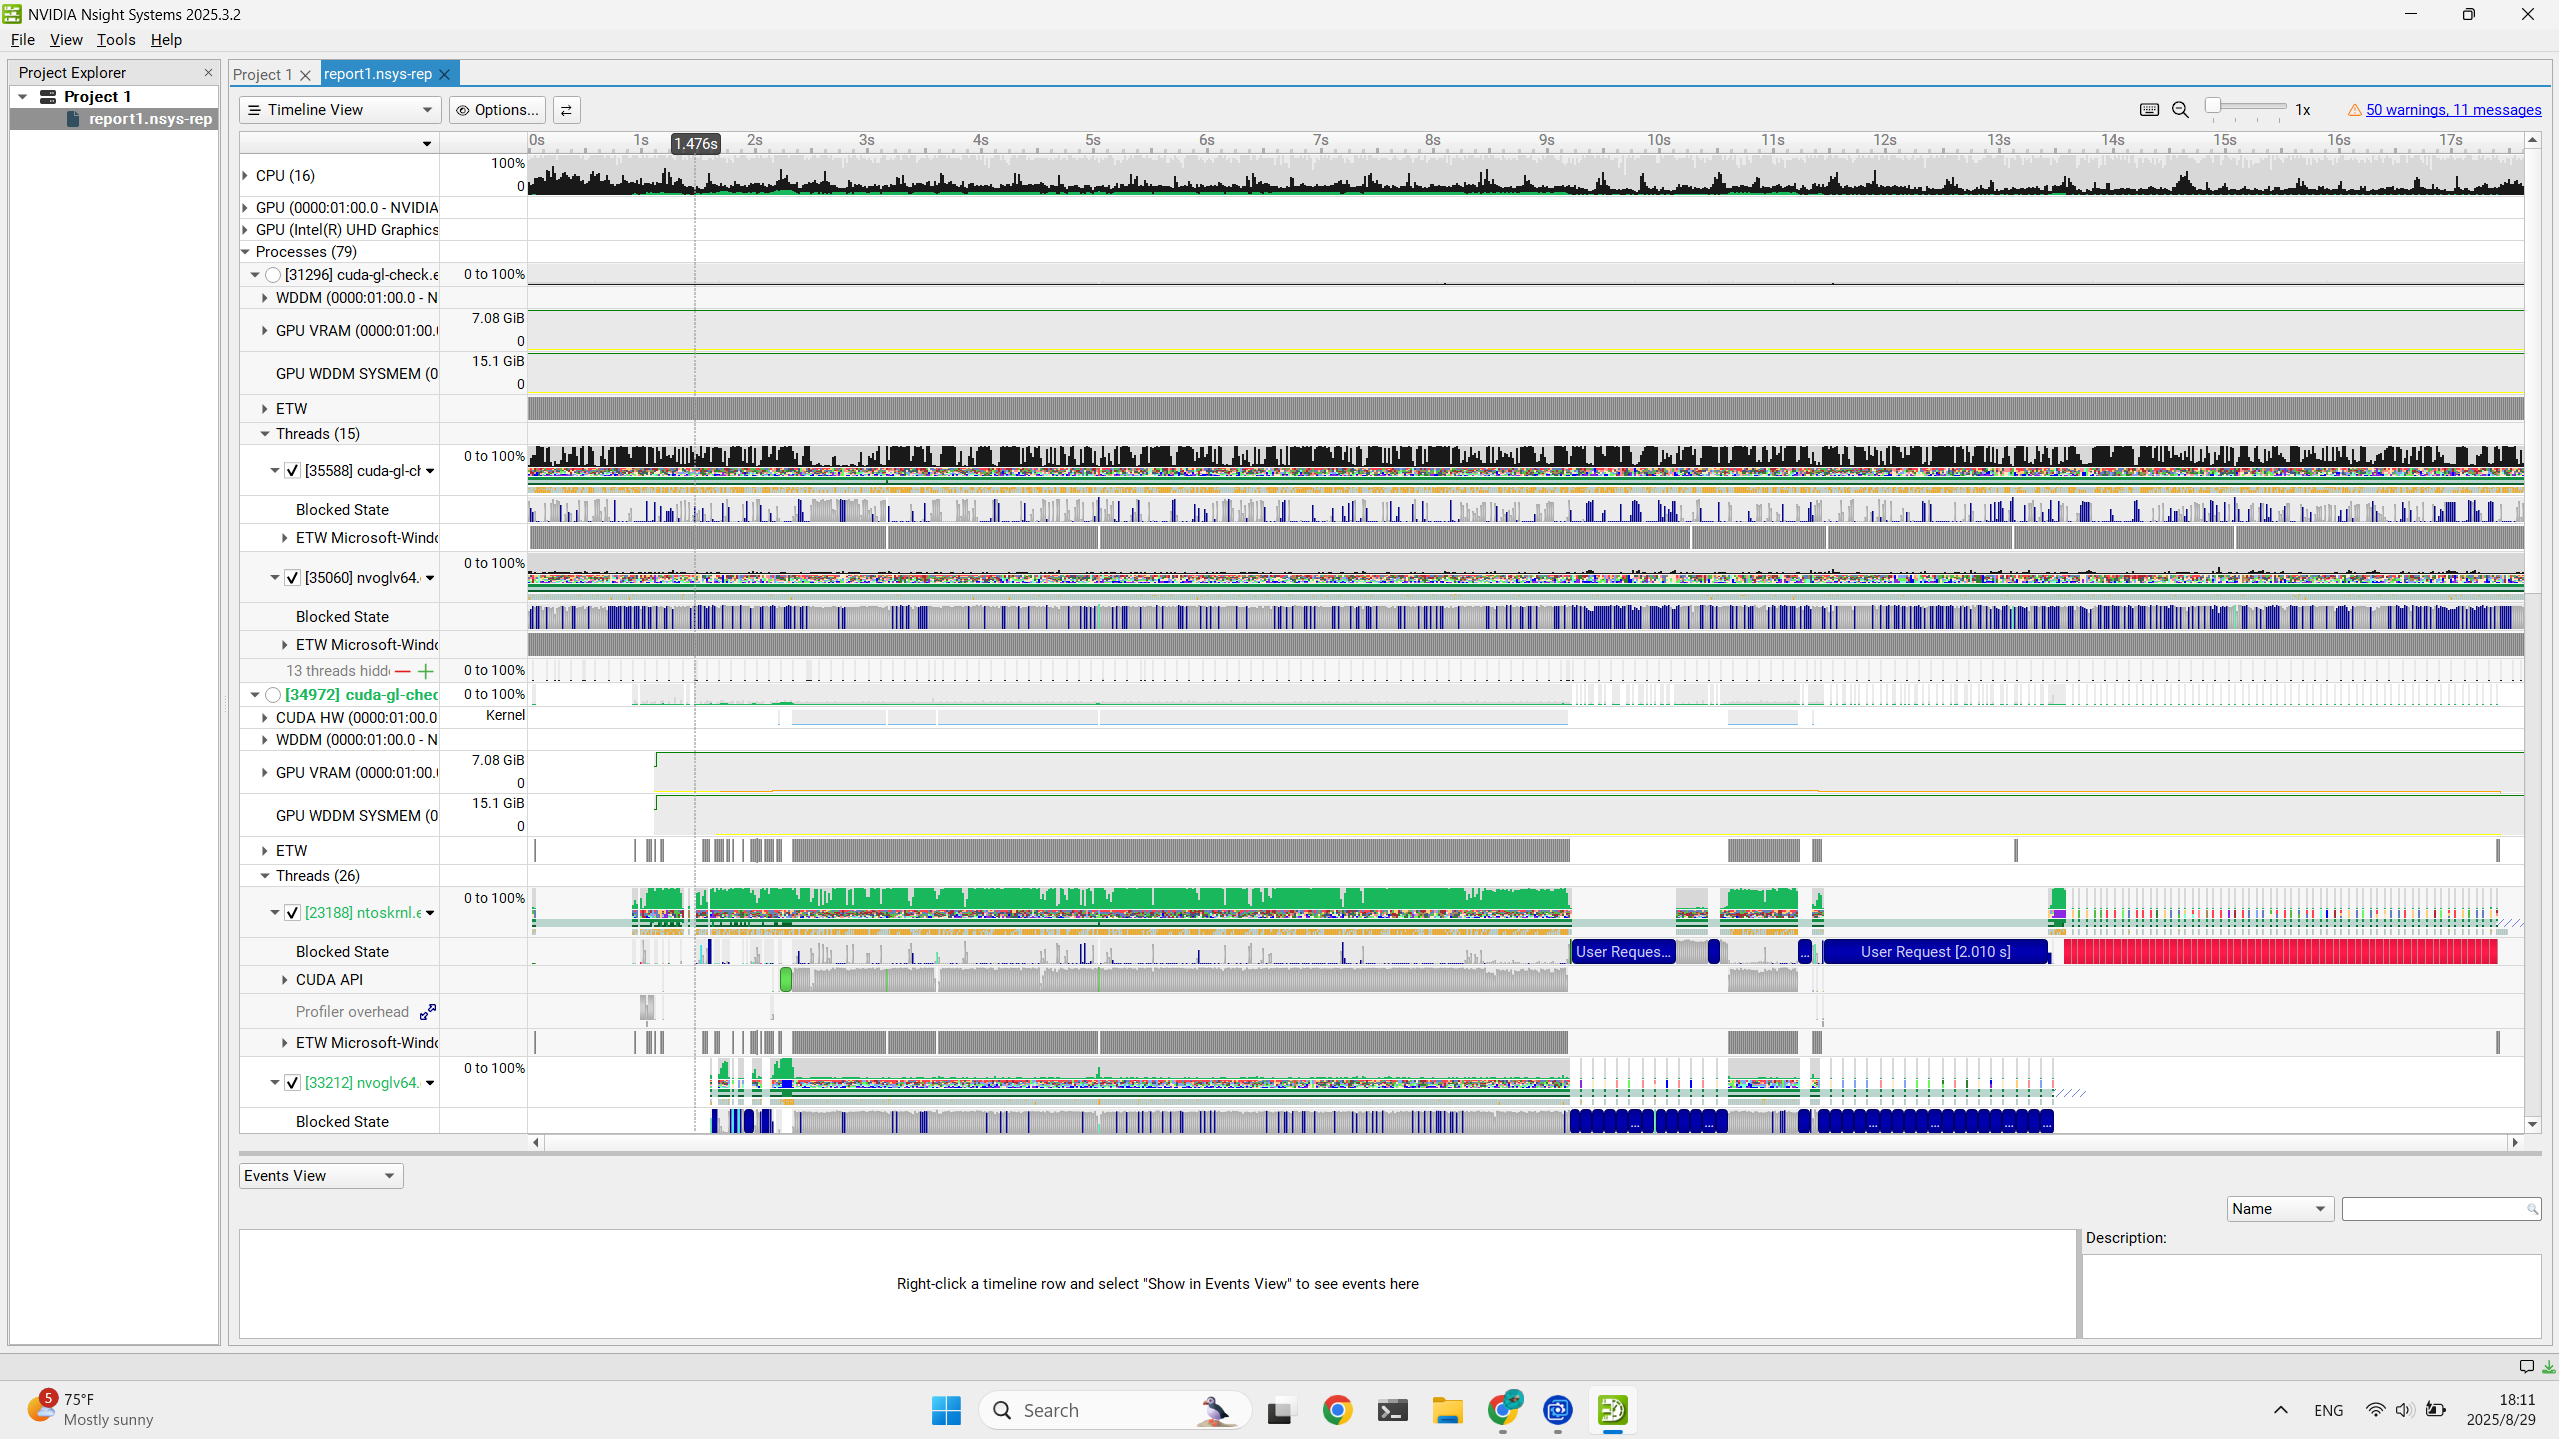 NVIDIA Nsight Systems 2025.3.2
File View Tools Help
Project Explorer
Project 1
report1.nsys-rep
Project 1
report1.nsys-rep
Timeline View
Options...
1x
50 warnings, 11 messages
0s 1s 1.476s 2s 3s 4s 5s 6s 7s 8s 9s 10s 11s 12s 13s 14s 15s 16s 17s
CPU (16)
100%
0
GPU (0000:01:00.0 - NVIDIA
GPU (Intel(R) UHD Graphics
Processes (79)
[31296] cuda-gl-check.e
0 to 100%
WDDM (0000:01:00.0 - N
GPU VRAM (0000:01:00.0
7.08 GiB
0
GPU WDDM SYSMEM (0
15.1 GiB
0
ETW
Threads (15)
[35588] cuda-gl-ch
0 to 100%
Blocked State
ETW Microsoft-Windo
[35060] nvoglv64.
0 to 100%
Blocked State
ETW Microsoft-Windo
13 threads hidde
0 to 100%
[34972] cuda-gl-chec
0 to 100%
CUDA HW (0000:01:00.0
Kernel
WDDM (0000:01:00.0 - N
GPU VRAM (0000:01:00.0
7.08 GiB
0
GPU WDDM SYSMEM (0
15.1 GiB
0
ETW
Threads (26)
[23188] ntoskrnl.e
0 to 100%
Blocked State
User Reques...
...
User Request [2.010 s]
CUDA API
Profiler overhead
ETW Microsoft-Windo
[33212] nvoglv64.
0 to 100%
Blocked State
... ... ... ... ... ...
Events View
Name
Description:
Right-click a timeline row and select "Show in Events View" to see events here
5
75°F
Mostly sunny
Search
ENG
18:11
2025/8/29